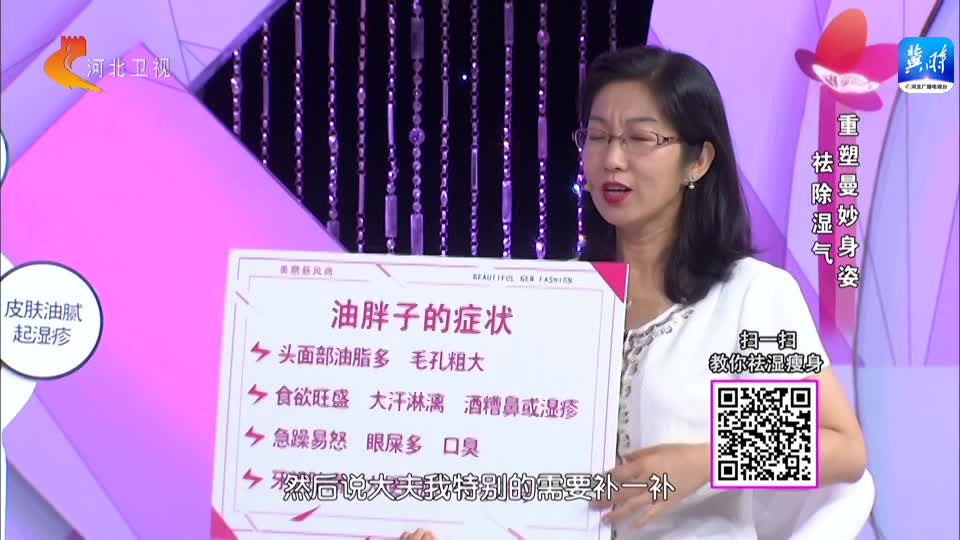 河北卫视
冀时
河北广播电视台
重塑曼妙身姿
祛除湿气
皮肤油腻
起湿疹
美丽新风尚
BEAUTIFUL NEW FASHION
油胖子的症状
头面部油脂多 毛孔粗大
食欲旺盛 大汗淋漓 酒糟鼻或湿疹
急躁易怒 眼屎多 口臭
扫一扫
教你祛湿瘦身
然后说大夫我特别的需要补一补